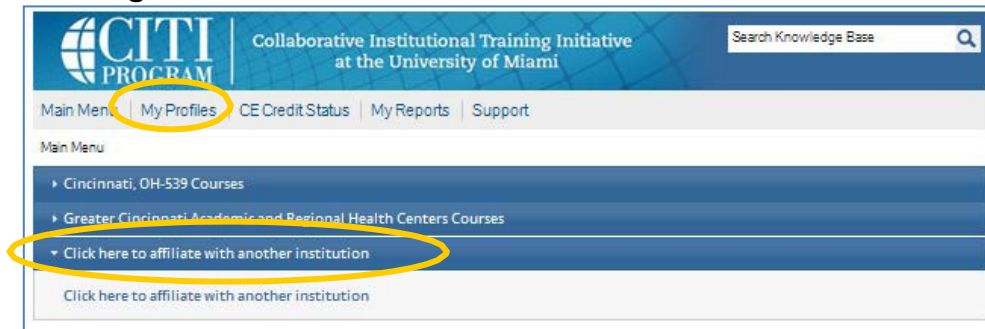 CITI
PROGRAM
Collaborative Institutional Training Initiative
at the University of Miami
Search Knowledge Base
Main Menu | My Profiles | CE Credit Status | My Reports | Support
Main Menu
Cincinnati, OH-539 Courses
Greater Cincinnati Academic and Regional Health Centers Courses
Click here to affiliate with another institution
Click here to affiliate with another institution